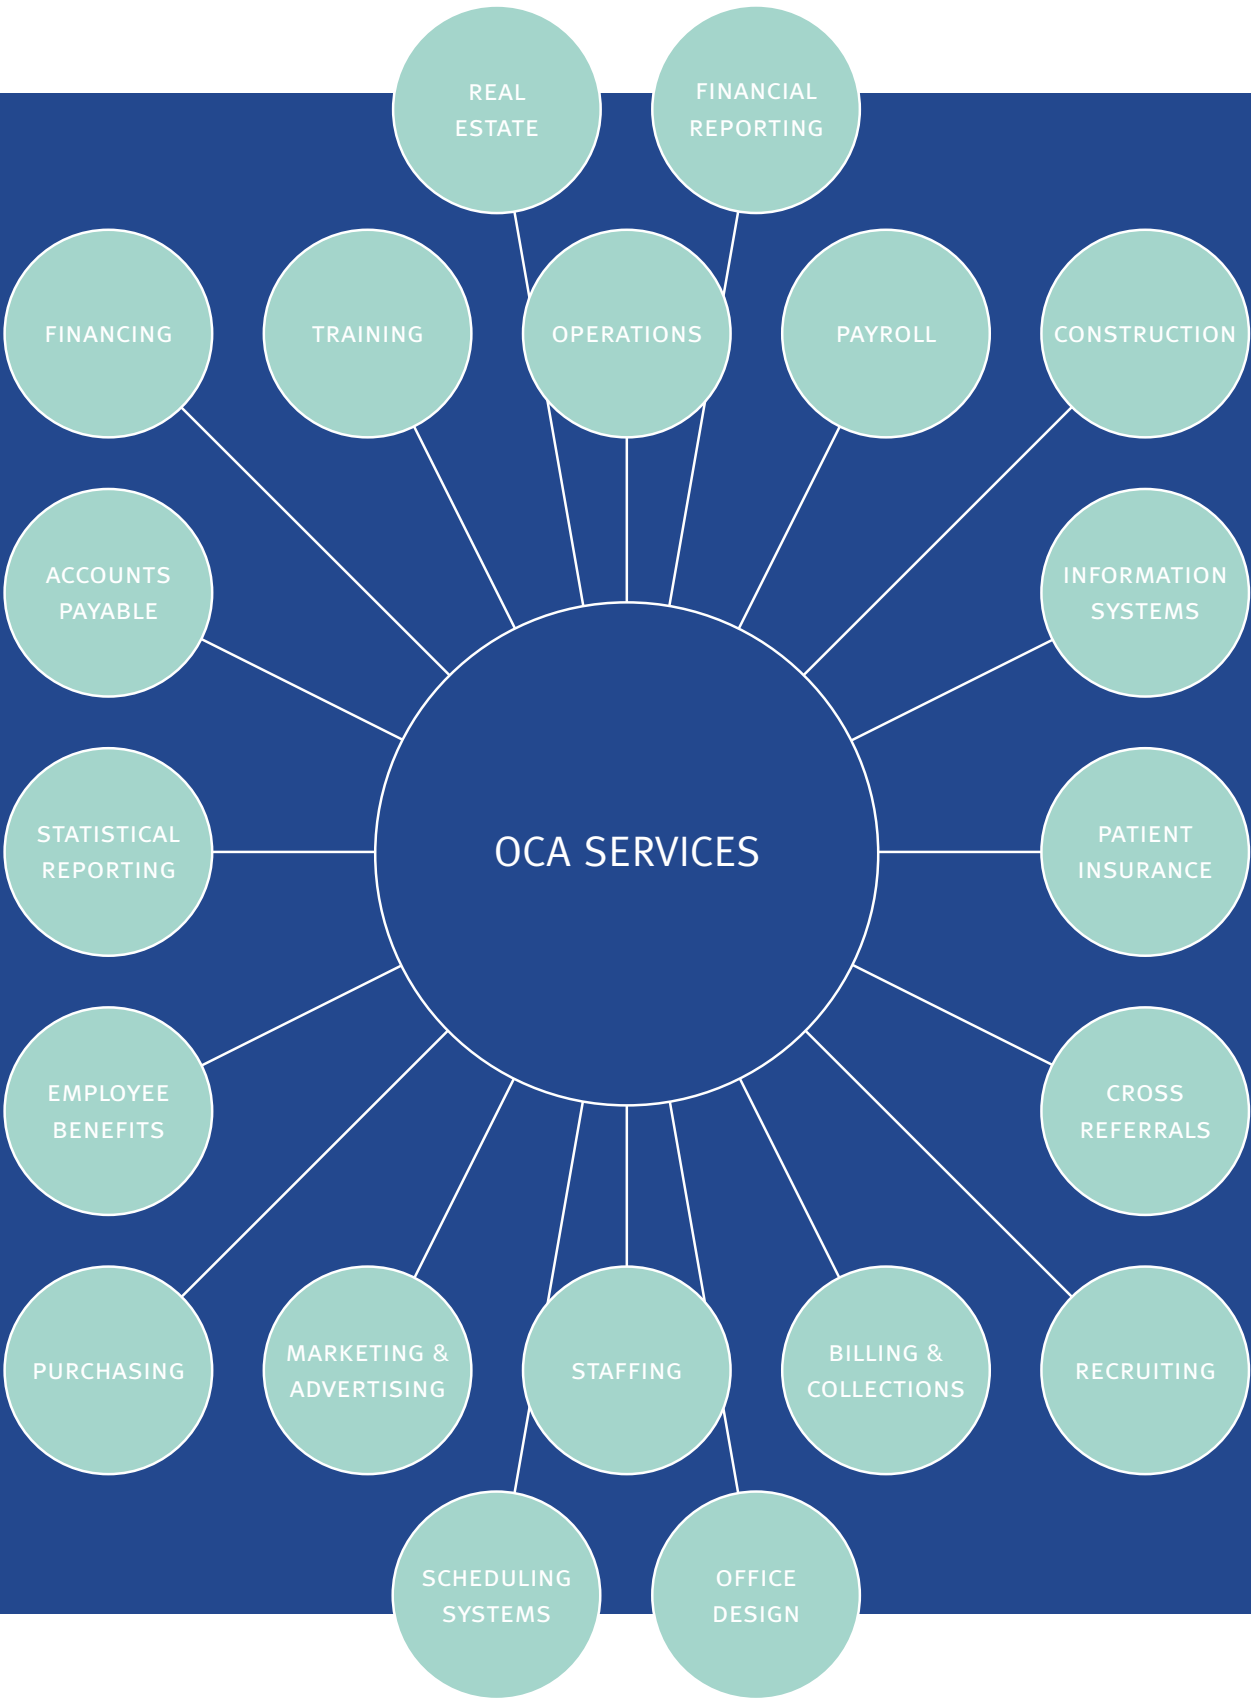 REAL
ESTATE
FINANCIAL
REPORTING
FINANCING
TRAINING
OPERATIONS
PAYROLL
CONSTRUCTION
ACCOUNTS
PAYABLE
INFORMATION
SYSTEMS
STATISTICAL
REPORTING
OCA SERVICES
PATIENT
INSURANCE
EMPLOYEE
BENEFITS
CROSS
REFERRALS
PURCHASING
MARKETING &
ADVERTISING
STAFFING
BILLING &
COLLECTIONS
RECRUITING
SCHEDULING
SYSTEMS
OFFICE
DESIGN